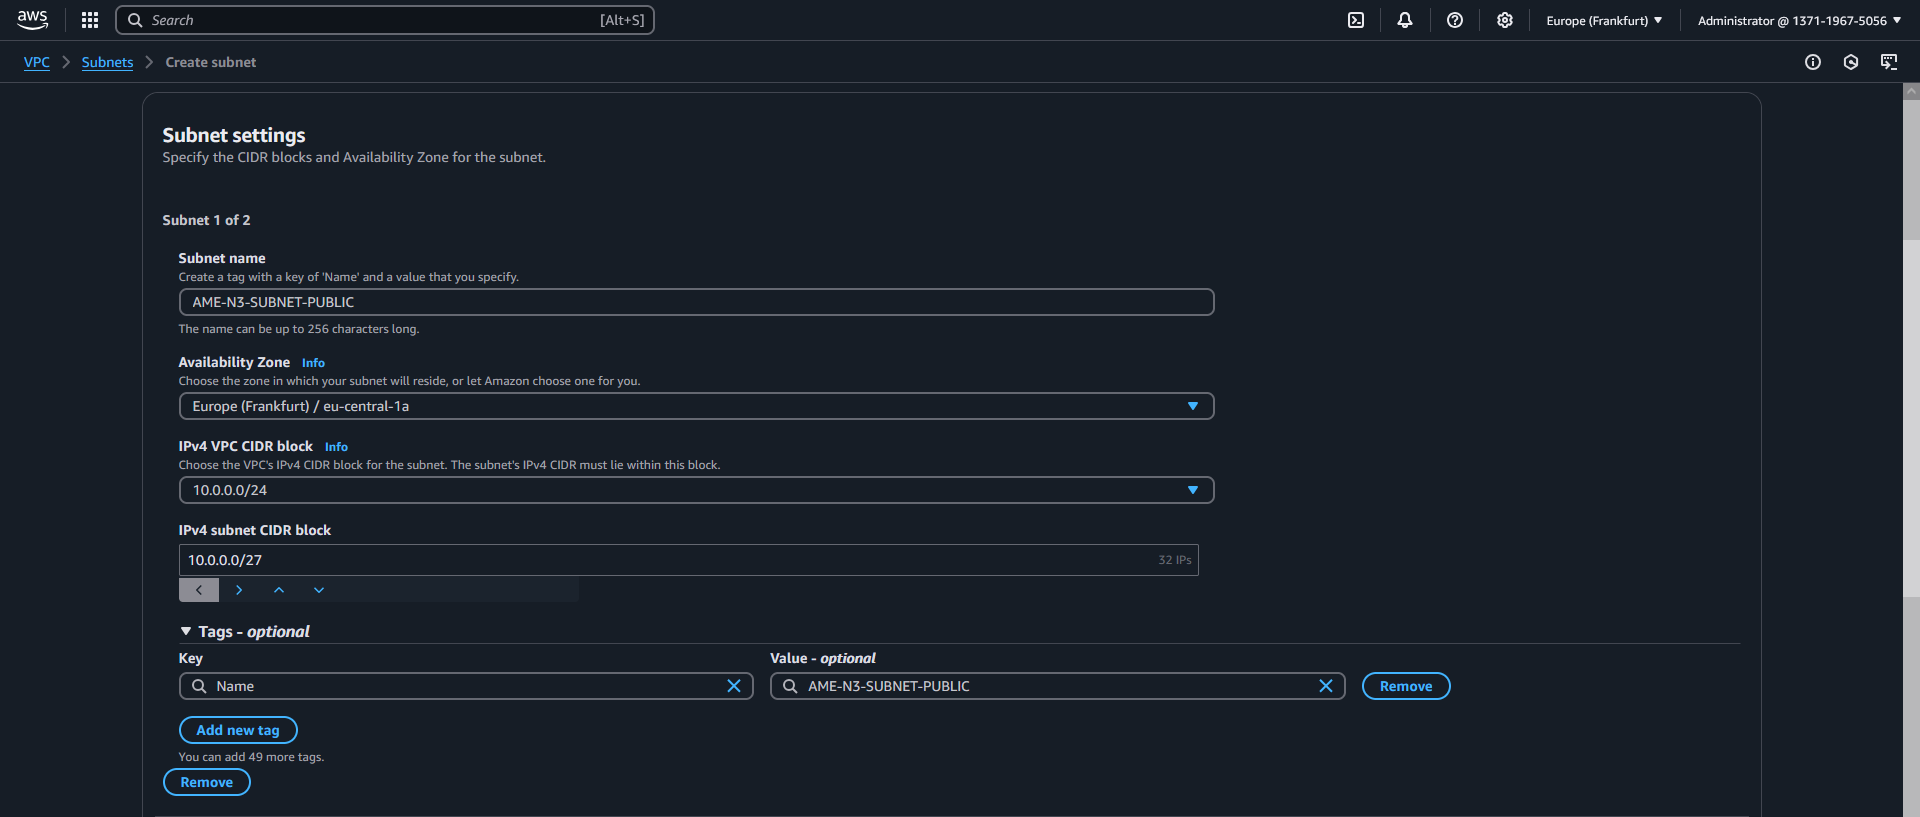 aws
Search [Alt+S]
Europe (Frankfurt)
Administrator @ 1371-1967-5056
VPC
Subnets
Create subnet
Subnet settings
Specify the CIDR blocks and Availability Zone for the subnet.
Subnet 1 of 2
Subnet name
Create a tag with a key of 'Name' and a value that you specify.
AME-N3-SUBNET-PUBLIC
The name can be up to 256 characters long.
Availability Zone Info
Choose the zone in which your subnet will reside, or let Amazon choose one for you.
Europe (Frankfurt) / eu-central-1a
IPv4 VPC CIDR block Info
Choose the VPC's IPv4 CIDR block for the subnet. The subnet's IPv4 CIDR must lie within this block.
10.0.0.0/24
IPv4 subnet CIDR block
10.0.0.0/27 32 IPs
Tags - optional
Key Value - optional
Name AME-N3-SUBNET-PUBLIC Remove
Add new tag
You can add 49 more tags.
Remove